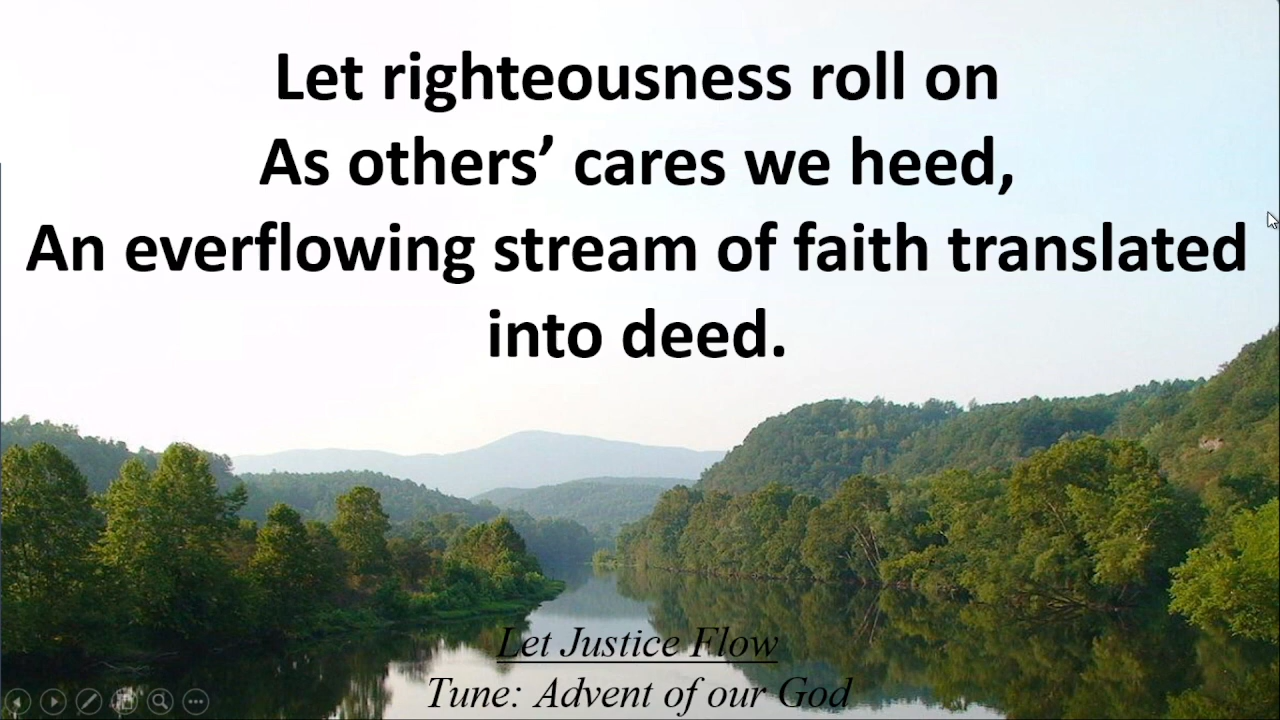 Let righteousness roll on
As others’ cares we heed,
An everflowing stream of faith translated
into deed.
Let Justice Flow
Tune: Advent of our God